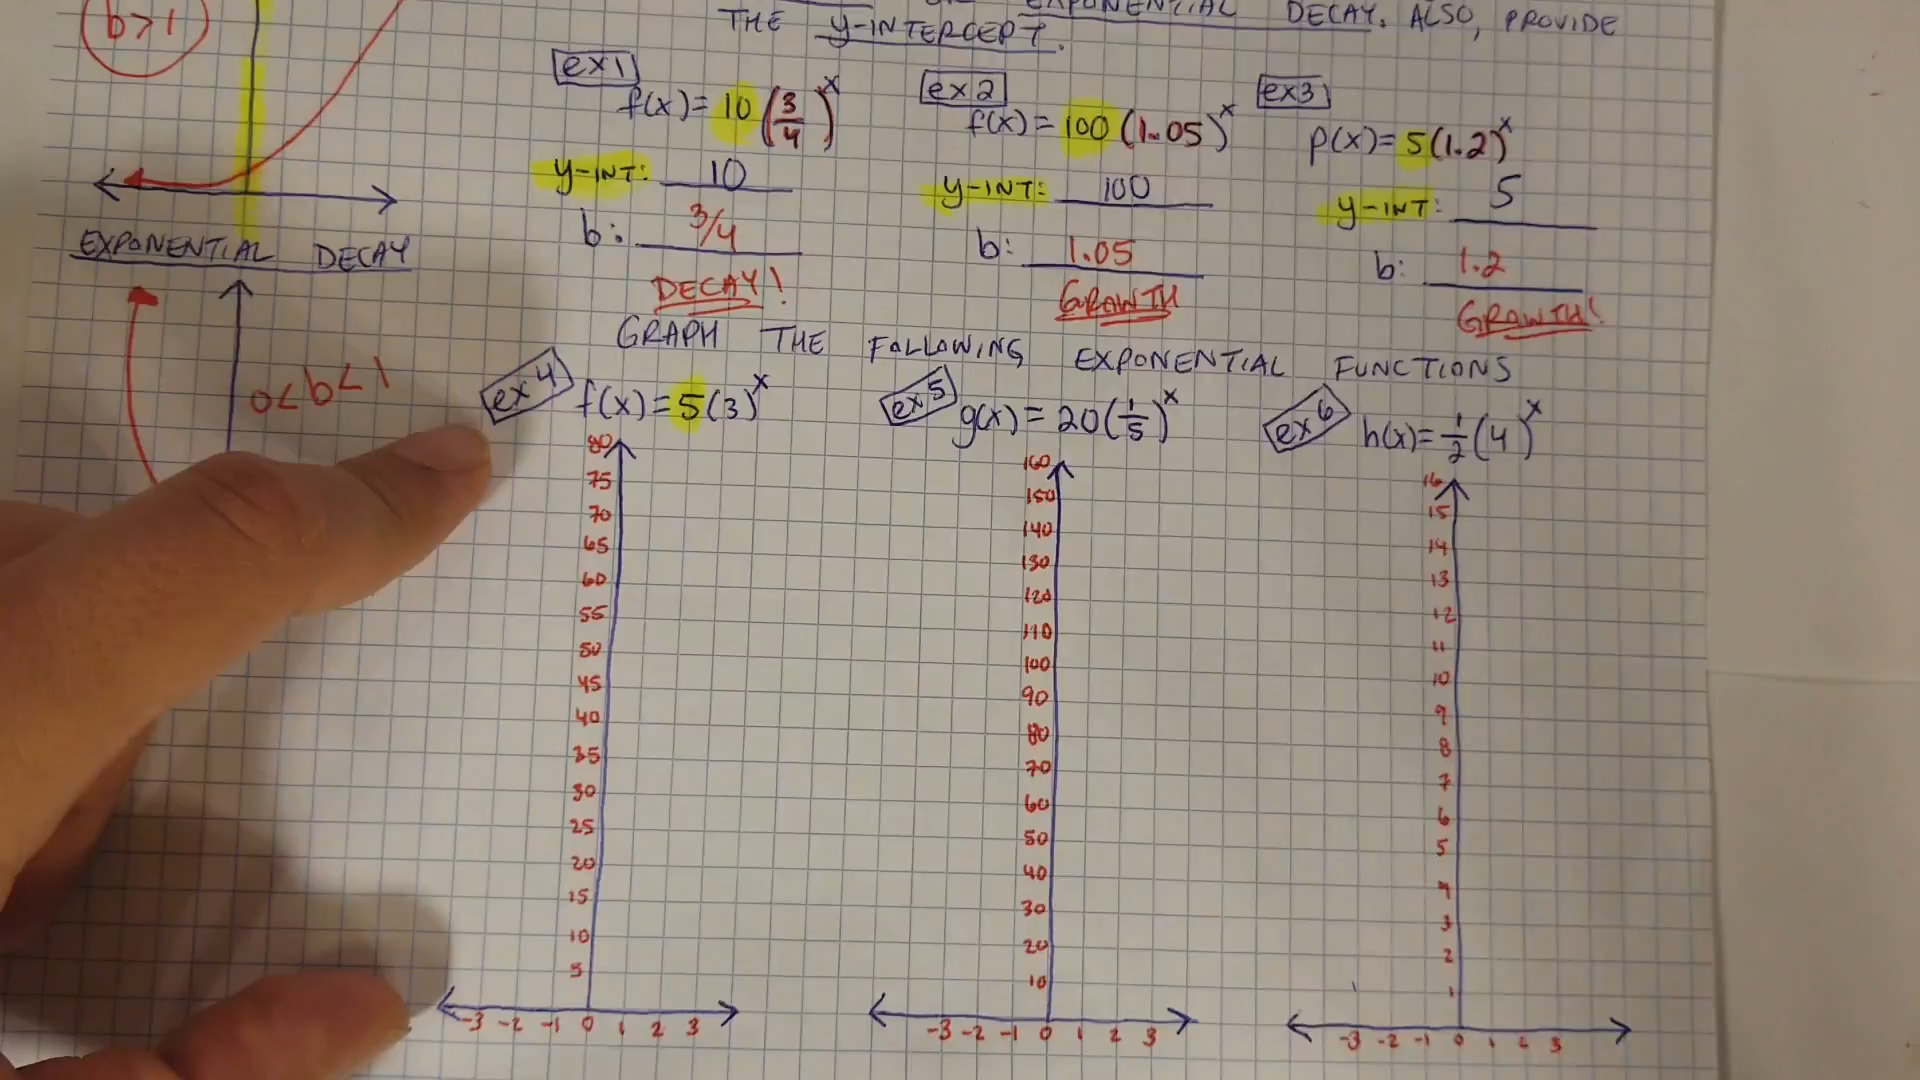 b>1
EXPONENTIAL DECAY. ALSO, PROVIDE
THE y-INTERCEPT.
ex1
f(x)= 10 (3/4)^x
y-INT: 10
b: 3/4
DECAY!
ex2
f(x)= 100 (1.05)^x
y-INT: 100
b: 1.05
GROWTH
ex3
p(x)= 5(1.2)^x
y-INT: 5
b: 1.2
GROWTH!
EXPONENTIAL DECAY
0<b<1
GRAPH THE FOLLOWING EXPONENTIAL FUNCTIONS
ex4 f(x)= 5(3)^x
80
75
70
65
60
55
50
45
40
35
30
25
20
15
10
5
-3 -2 -1 0 1 2 3
ex5 g(x)= 20(1/5)^x
160
150
140
130
120
110
100
90
80
70
60
50
40
30
20
10
-3 -2 -1 0 1 2 3
ex6 h(x)= 1/2(4)^x
16
15
14
13
12
11
10
9
8
7
6
5
4
3
2
1
-3 -2 -1 0 1 2 3